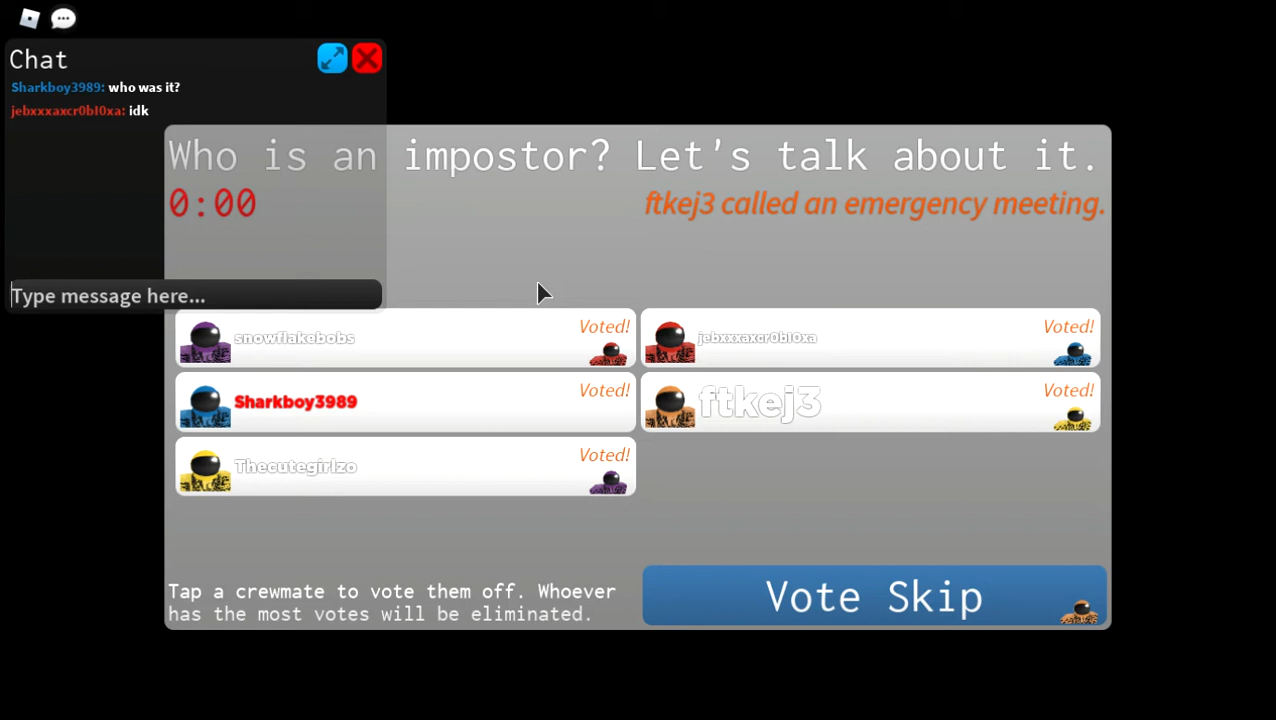 Chat
Sharkboy3989: who was it?
jebxxxaxcr0bI0xa: idk
Type message here...
Who is an impostor? Let's talk about it.
0:00
ftkej3 called an emergency meeting.
snowflakebobs Voted!
jebxxxaxcr0bI0xa Voted!
Sharkboy3989 Voted!
ftkej3 Voted!
Thecutegirlzo Voted!
Tap a crewmate to vote them off. Whoever
has the most votes will be eliminated.
Vote Skip